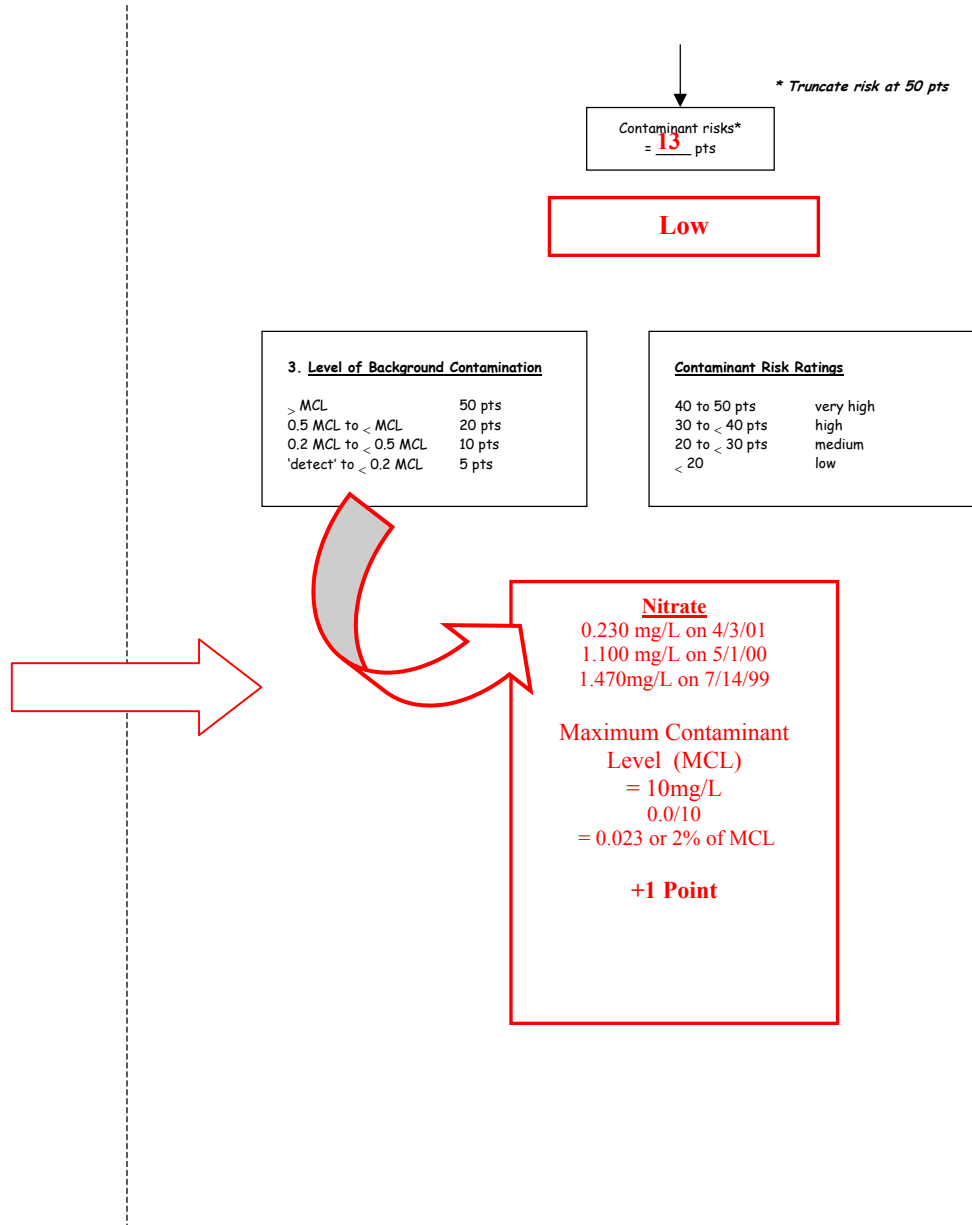 * Truncate risk at 50 pts
Contaminant risks*
= 13 pts
Low
3. Level of Background Contamination
> MCL 50 pts
0.5 MCL to < MCL 20 pts
0.2 MCL to < 0.5 MCL 10 pts
‘detect’ to < 0.2 MCL 5 pts
Contaminant Risk Ratings
40 to 50 pts very high
30 to < 40 pts high
20 to < 30 pts medium
< 20 low
Nitrate
0.230 mg/L on 4/3/01
1.100 mg/L on 5/1/00
1.470mg/L on 7/14/99
Maximum Contaminant
Level (MCL)
= 10mg/L
0.0/10
= 0.023 or 2% of MCL
+1 Point